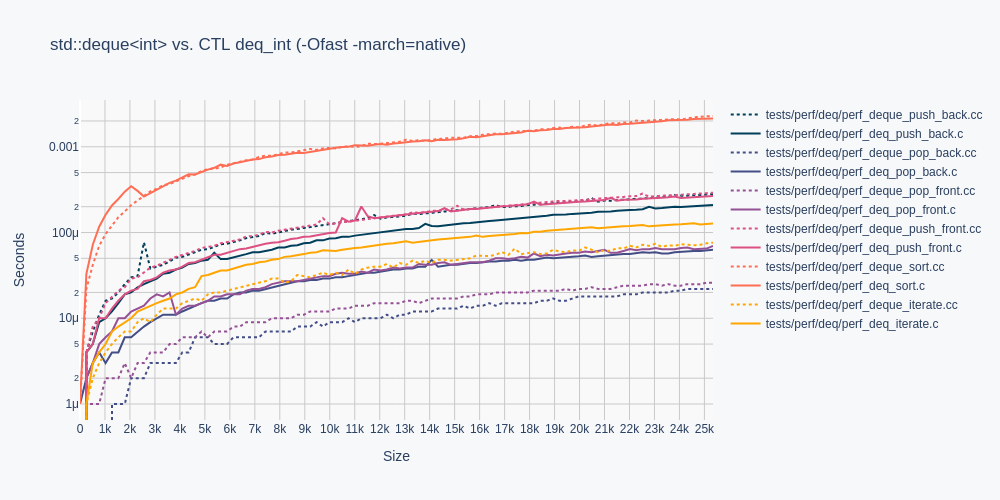 std::deque<int> vs. CTL deq_int (-Ofast -march=native)
2
0.001
5
2
100μ
5
2
10μ
5
2
1μ
Seconds
0 1k 2k 3k 4k 5k 6k 7k 8k 9k 10k 11k 12k 13k 14k 15k 16k 17k 18k 19k 20k 21k 22k 23k 24k 25k
Size
tests/perf/deq/perf_deque_push_back.cc
tests/perf/deq/perf_deq_push_back.c
tests/perf/deq/perf_deque_pop_back.cc
tests/perf/deq/perf_deq_pop_back.c
tests/perf/deq/perf_deque_pop_front.cc
tests/perf/deq/perf_deq_pop_front.c
tests/perf/deq/perf_deque_push_front.cc
tests/perf/deq/perf_deq_push_front.c
tests/perf/deq/perf_deque_sort.cc
tests/perf/deq/perf_deq_sort.c
tests/perf/deq/perf_deque_iterate.cc
tests/perf/deq/perf_deq_iterate.c